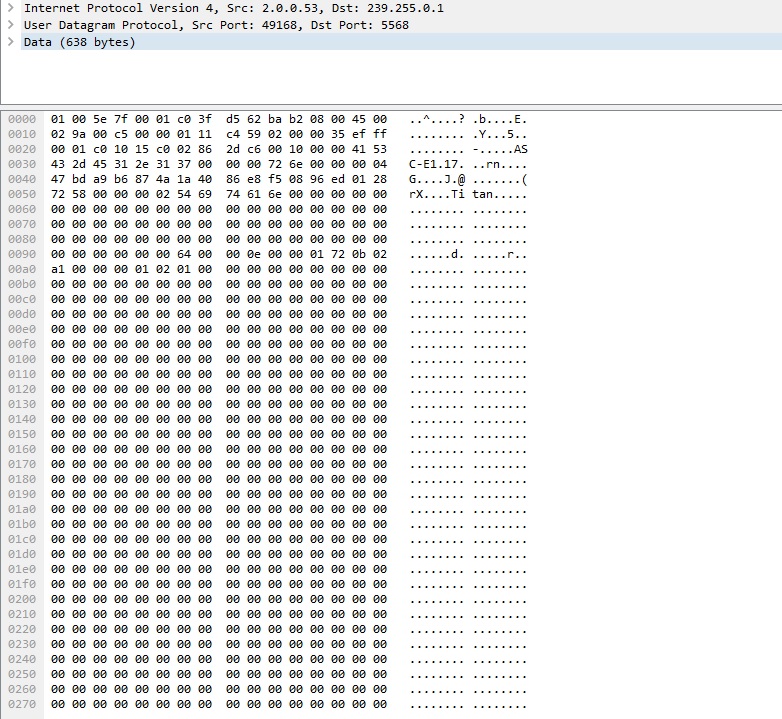 Internet Protocol Version 4, Src: 2.0.0.53, Dst: 239.255.0.1
User Datagram Protocol, Src Port: 49168, Dst Port: 5568
Data (638 bytes)
0000 01 00 5e 7f 00 01 c0 3f d5 62 ba b2 08 00 45 00 ..^....? .b....E.
0010 02 9a 00 c5 00 00 01 11 c4 59 02 00 00 35 ef ff ........ .Y...5..
0020 00 01 c0 10 15 c0 02 86 2d c6 00 10 00 00 41 53 ........ -.....AS
0030 43 2d 45 31 2e 31 37 00 00 00 72 6e 00 00 00 04 C-E1.17. ..rn....
0040 47 bd a9 b6 87 4a 1a 40 86 e8 f5 08 96 ed 01 28 G....J.@ .......(
0050 72 58 00 00 00 02 54 69 74 61 6e 00 00 00 00 00 rX....Ti tan.....
0060 00 00 00 00 00 00 00 00 00 00 00 00 00 00 00 00 ........ ........
0070 00 00 00 00 00 00 00 00 00 00 00 00 00 00 00 00 ........ ........
0080 00 00 00 00 00 00 00 00 00 00 00 00 00 00 00 00 ........ ........
0090 00 00 00 00 00 00 64 00 00 0e 00 00 01 72 0b 02 ......d. .....r..
00a0 a1 00 00 00 01 02 01 00 00 00 00 00 00 00 00 00 ........ ........
00b0 00 00 00 00 00 00 00 00 00 00 00 00 00 00 00 00 ........ ........
00c0 00 00 00 00 00 00 00 00 00 00 00 00 00 00 00 00 ........ ........
00d0 00 00 00 00 00 00 00 00 00 00 00 00 00 00 00 00 ........ ........
00e0 00 00 00 00 00 00 00 00 00 00 00 00 00 00 00 00 ........ ........
00f0 00 00 00 00 00 00 00 00 00 00 00 00 00 00 00 00 ........ ........
0100 00 00 00 00 00 00 00 00 00 00 00 00 00 00 00 00 ........ ........
0110 00 00 00 00 00 00 00 00 00 00 00 00 00 00 00 00 ........ ........
0120 00 00 00 00 00 00 00 00 00 00 00 00 00 00 00 00 ........ ........
0130 00 00 00 00 00 00 00 00 00 00 00 00 00 00 00 00 ........ ........
0140 00 00 00 00 00 00 00 00 00 00 00 00 00 00 00 00 ........ ........
0150 00 00 00 00 00 00 00 00 00 00 00 00 00 00 00 00 ........ ........
0160 00 00 00 00 00 00 00 00 00 00 00 00 00 00 00 00 ........ ........
0170 00 00 00 00 00 00 00 00 00 00 00 00 00 00 00 00 ........ ........
0180 00 00 00 00 00 00 00 00 00 00 00 00 00 00 00 00 ........ ........
0190 00 00 00 00 00 00 00 00 00 00 00 00 00 00 00 00 ........ ........
01a0 00 00 00 00 00 00 00 00 00 00 00 00 00 00 00 00 ........ ........
01b0 00 00 00 00 00 00 00 00 00 00 00 00 00 00 00 00 ........ ........
01c0 00 00 00 00 00 00 00 00 00 00 00 00 00 00 00 00 ........ ........
01d0 00 00 00 00 00 00 00 00 00 00 00 00 00 00 00 00 ........ ........
01e0 00 00 00 00 00 00 00 00 00 00 00 00 00 00 00 00 ........ ........
01f0 00 00 00 00 00 00 00 00 00 00 00 00 00 00 00 00 ........ ........
0200 00 00 00 00 00 00 00 00 00 00 00 00 00 00 00 00 ........ ........
0210 00 00 00 00 00 00 00 00 00 00 00 00 00 00 00 00 ........ ........
0220 00 00 00 00 00 00 00 00 00 00 00 00 00 00 00 00 ........ ........
0230 00 00 00 00 00 00 00 00 00 00 00 00 00 00 00 00 ........ ........
0240 00 00 00 00 00 00 00 00 00 00 00 00 00 00 00 00 ........ ........
0250 00 00 00 00 00 00 00 00 00 00 00 00 00 00 00 00 ........ ........
0260 00 00 00 00 00 00 00 00 00 00 00 00 00 00 00 00 ........ ........
0270 00 00 00 00 00 00 00 00 00 00 00 00 00 00 00 00 ........ ........